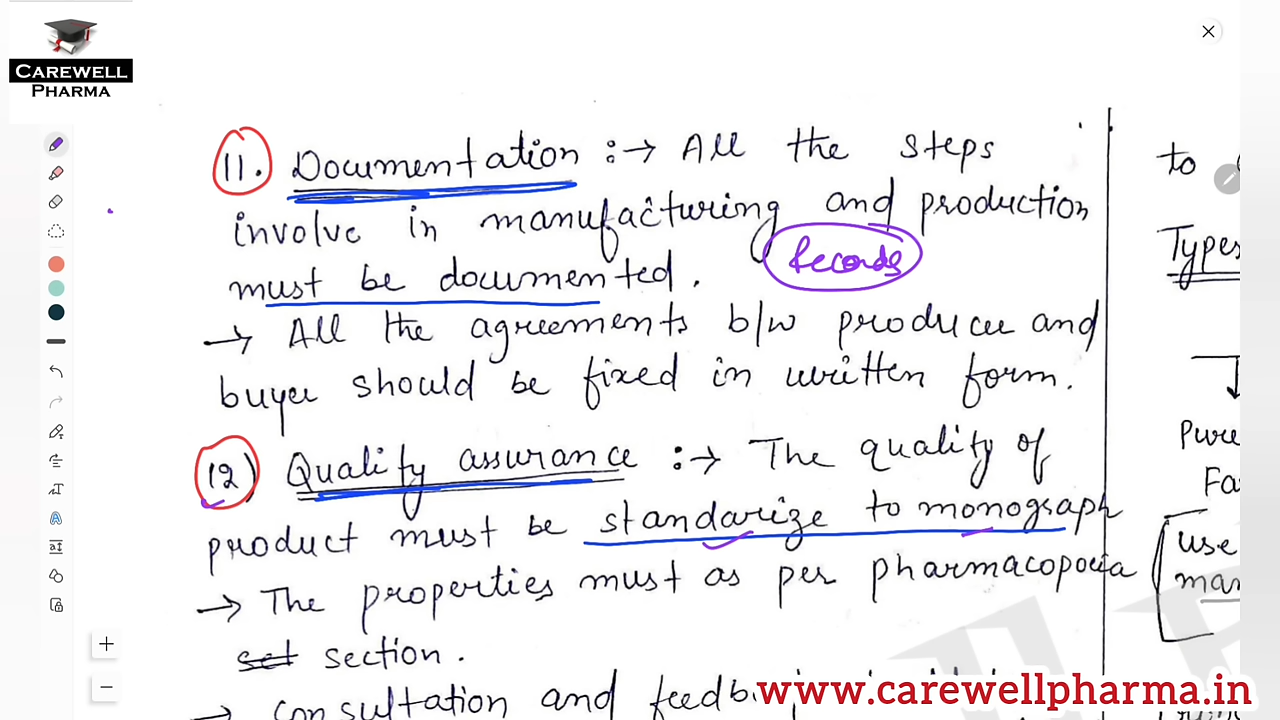 CAREWELL
PHARMA
11. Documentation :→ All the steps
involve in manufacturing and production
Records
must be documented.
→ All the agreements b/w producer and
buyer should be fixed in written form.
12) Quality assurance :→ The quality of
product must be standarize to monograph
→ The properties must as per pharmacopoeia
set section.
→ consultation and
to
Types
Pure
Fa
use
man
www.carewellpharma.in